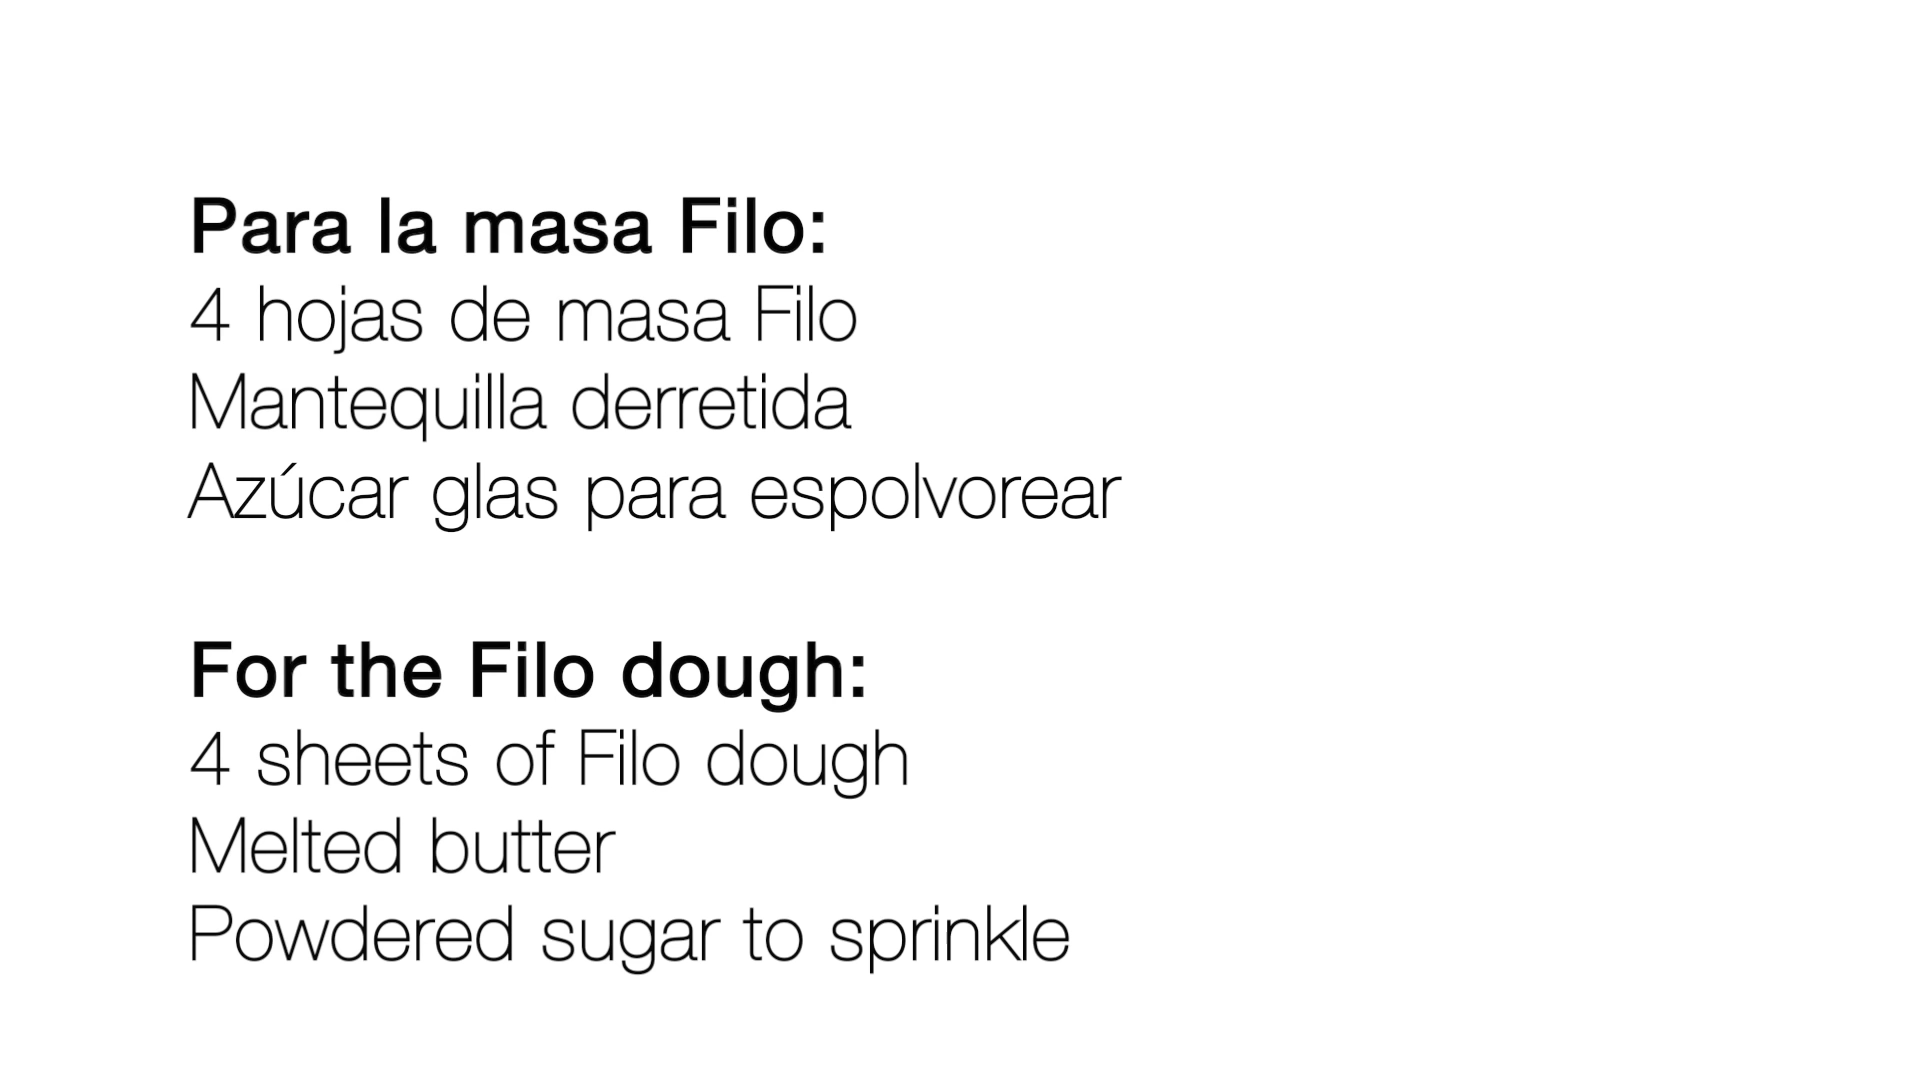 Para la masa Filo:
4 hojas de masa Filo
Mantequilla derretida
Azúcar glas para espolvorear
For the Filo dough:
4 sheets of Filo dough
Melted butter
Powdered sugar to sprinkle